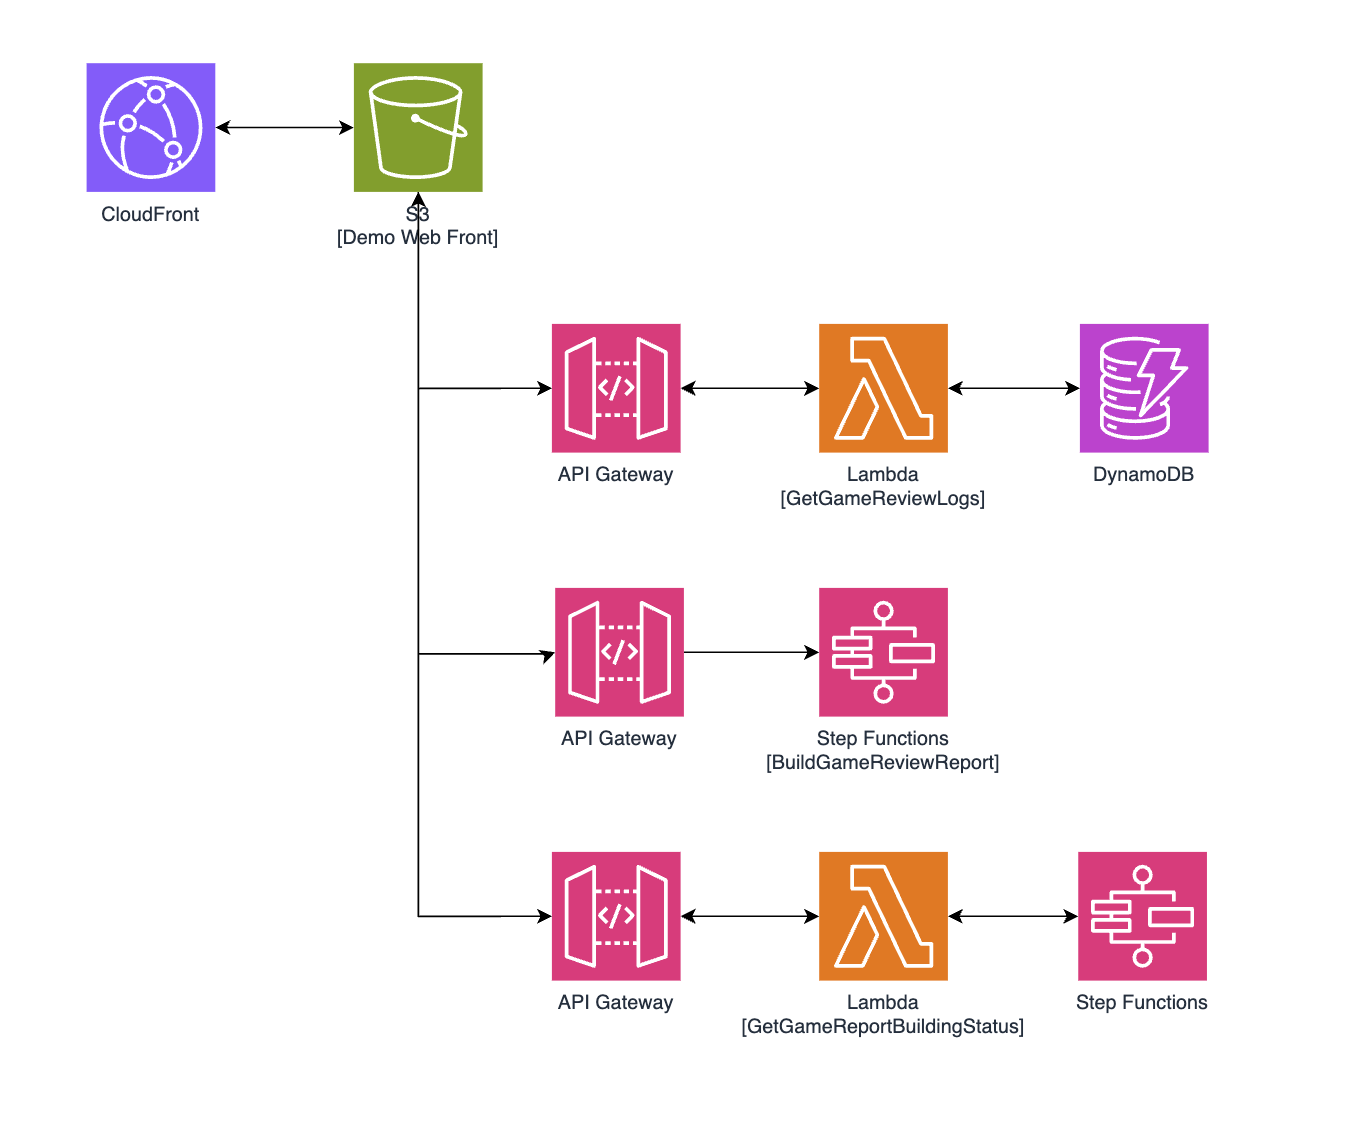 CloudFront
S3
[Demo Web Front]
</>
API Gateway
Lambda
[GetGameReviewLogs]
DynamoDB
</>
API Gateway
Step Functions
[BuildGameReviewReport]
</>
API Gateway
Lambda
[GetGameReportBuildingStatus]
Step Functions